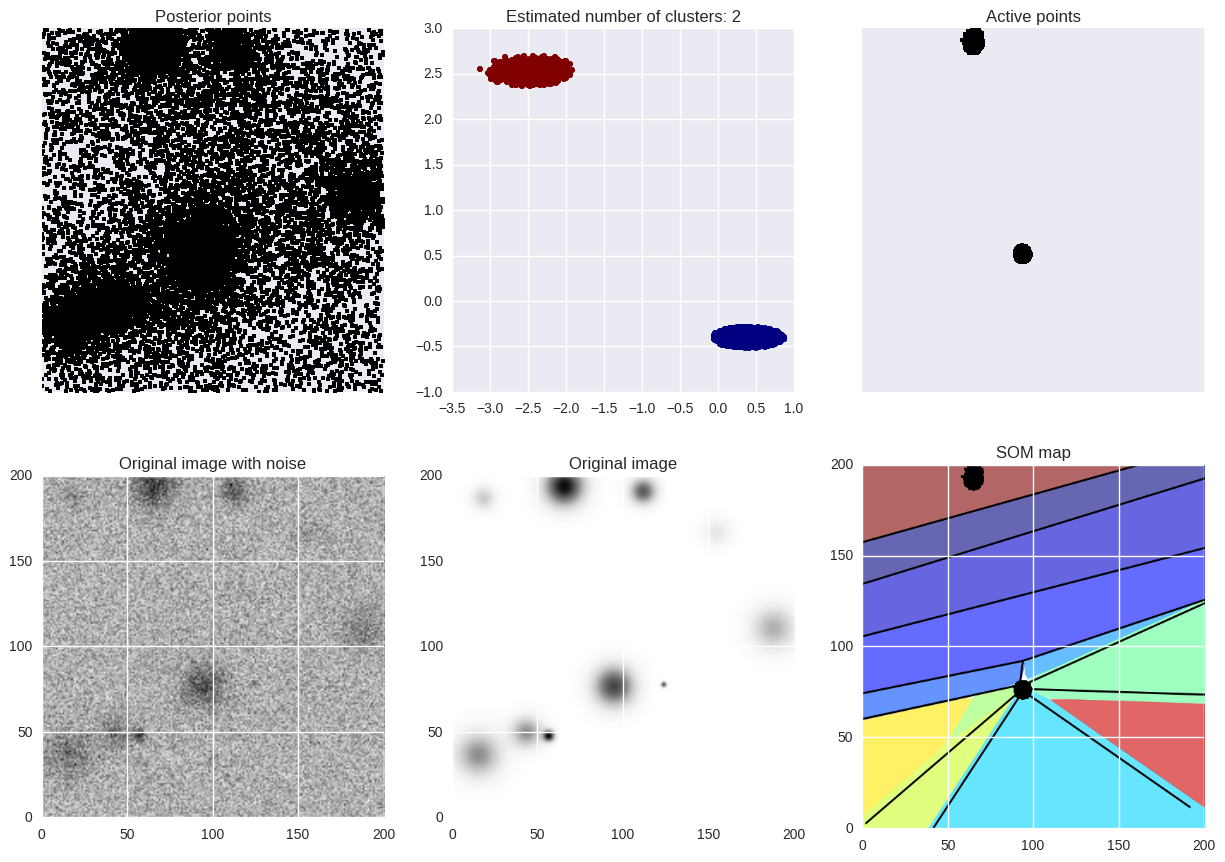 Posterior points
Estimated number of clusters: 2
Active points
3.0
2.5
2.0
1.5
1.0
0.5
0.0
−0.5
−1.0
−3.5 −3.0 −2.5 −2.0 −1.5 −1.0 −0.5 0.0 0.5 1.0
Original image with noise
200
150
100
50
0
0 50 100 150 200
Original image
200
150
100
50
0
0 50 100 150 200
SOM map
200
150
100
50
0
0 50 100 150 200